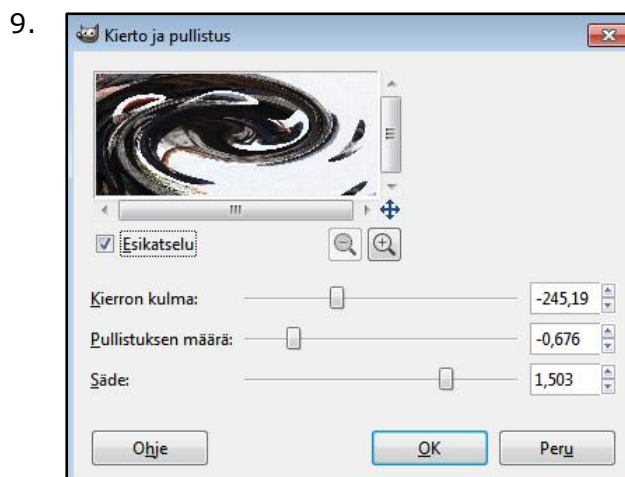 9.
Kierto ja pullistus
Esikatselu
Kierron kulma: -245,19
Pullistuksen määrä: -0,676
Säde: 1,503
Ohje OK Peru